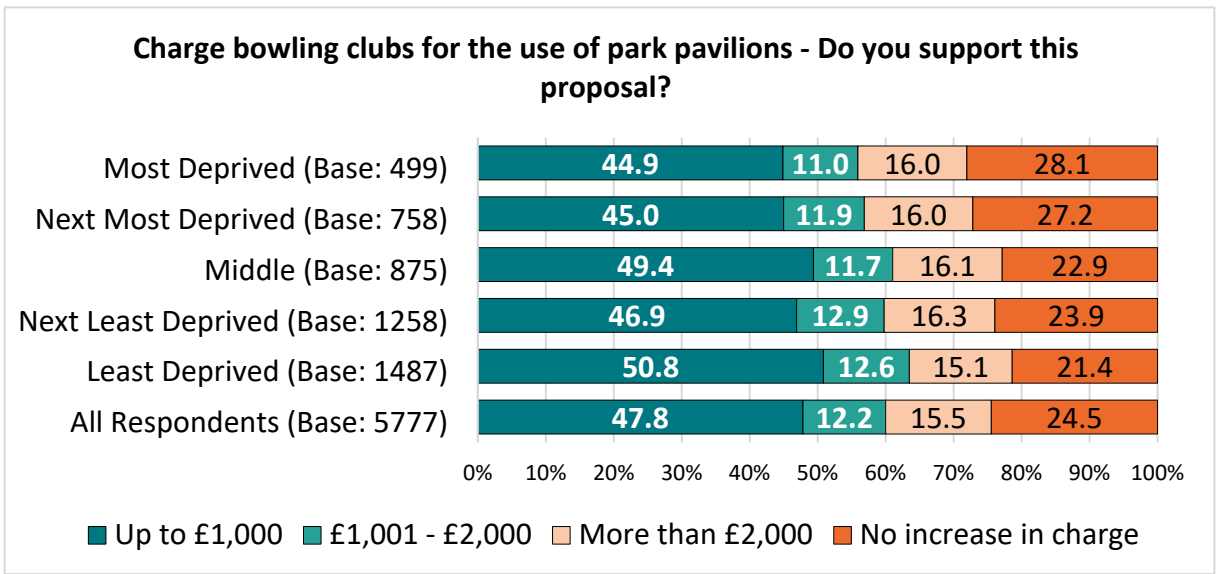 Charge bowling clubs for the use of park pavilions - Do you support this
proposal?
Most Deprived (Base: 499) 44.9 11.0 16.0 28.1
Next Most Deprived (Base: 758) 45.0 11.9 16.0 27.2
Middle (Base: 875) 49.4 11.7 16.1 22.9
Next Least Deprived (Base: 1258) 46.9 12.9 16.3 23.9
Least Deprived (Base: 1487) 50.8 12.6 15.1 21.4
All Respondents (Base: 5777) 47.8 12.2 15.5 24.5
0% 10% 20% 30% 40% 50% 60% 70% 80% 90% 100%
Up to £1,000 £1,001 - £2,000 More than £2,000 No increase in charge